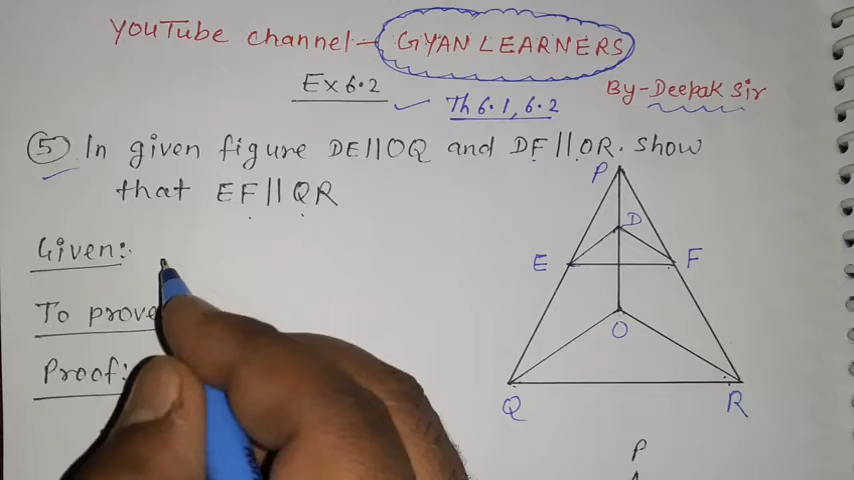 YouTube channel- GYAN LEARNERS
Ex 6.2
By-Deepak Sir
Th 6.1, 6.2
5 In given figure DE||OQ and DF||OR. Show
that EF||QR
Given:
To prove
Proof:
P
D
E
F
O
Q
R
P